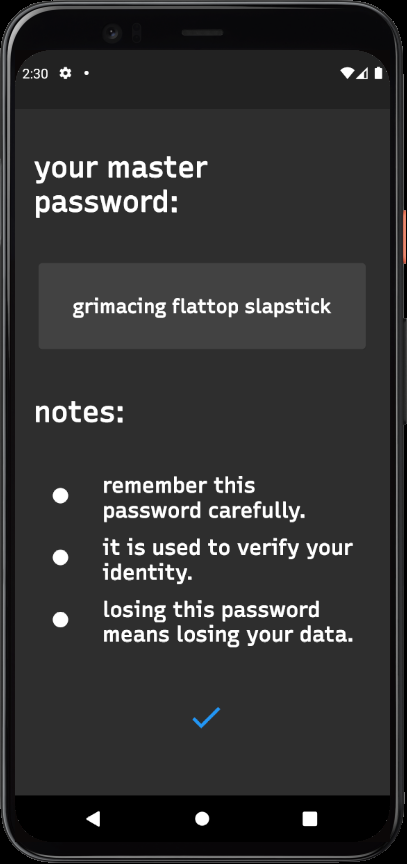 2:30
your master
password:
grimacing flattop slapstick
notes:
remember this
password carefully.
it is used to verify your
identity.
losing this password
means losing your data.